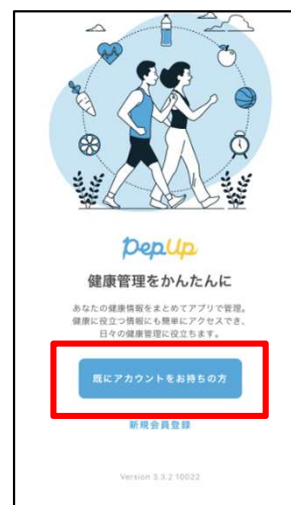 PepUp
健康管理をかんたんに
あなたの健康情報をまとめてアプリで管理。
健康に役立つ情報にも簡単にアクセスでき、
日々の健康管理に役立ちます。
既にアカウントをお持ちの方
新規会員登録
Version 3.3.2 10022